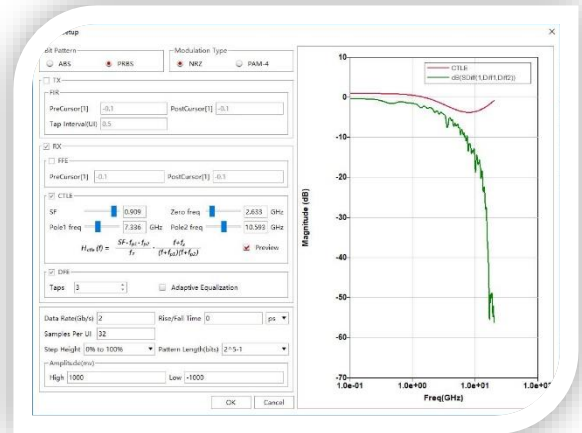 etup
Bit Pattern
Modulation Type
ABS
PRBS
NRZ
PAM-4
TX
FIR
PreCursor[1] -0.1 PostCursor[1] -0.1
Tap Interval(UI) 0.5
RX
FFE
PreCursor[1] -0.1 PostCursor[1] -0.1
CTLE
SF 0.909 Zero freq 2.633 GHz
Pole1 freq 7.336 GHz Pole2 freq 10.593 GHz
Preview
DFE
Taps 3 Adaptive Equalization
Data Rate(Gb/s) 2 Rise/Fall Time 0 ps
Samples Per UI 32
Step Height 0% to 100% Pattern Length(bits) 2^5-1
Amplitude(mv)
High 1000 Low -1000
OK Cancel
CTLE
dB(SDiff(1,Diff1,Diff2))
Magnitude (dB)
10
0
-10
-20
-30
-40
-50
-60
-70
1.0e-01 1.0e+00 1.0e+01
Freq(GHz)